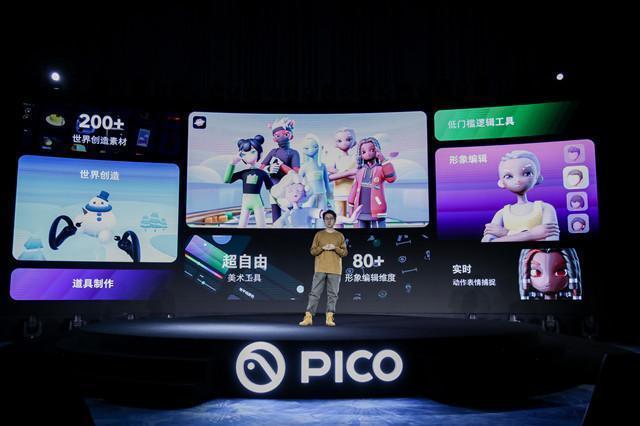 200+
世界创造素材
低门槛逻辑工具
世界创造
形象编辑
超自由
美术工具
80+
形象编辑维度
实时
动作表情捕捉
道具制作
PICO